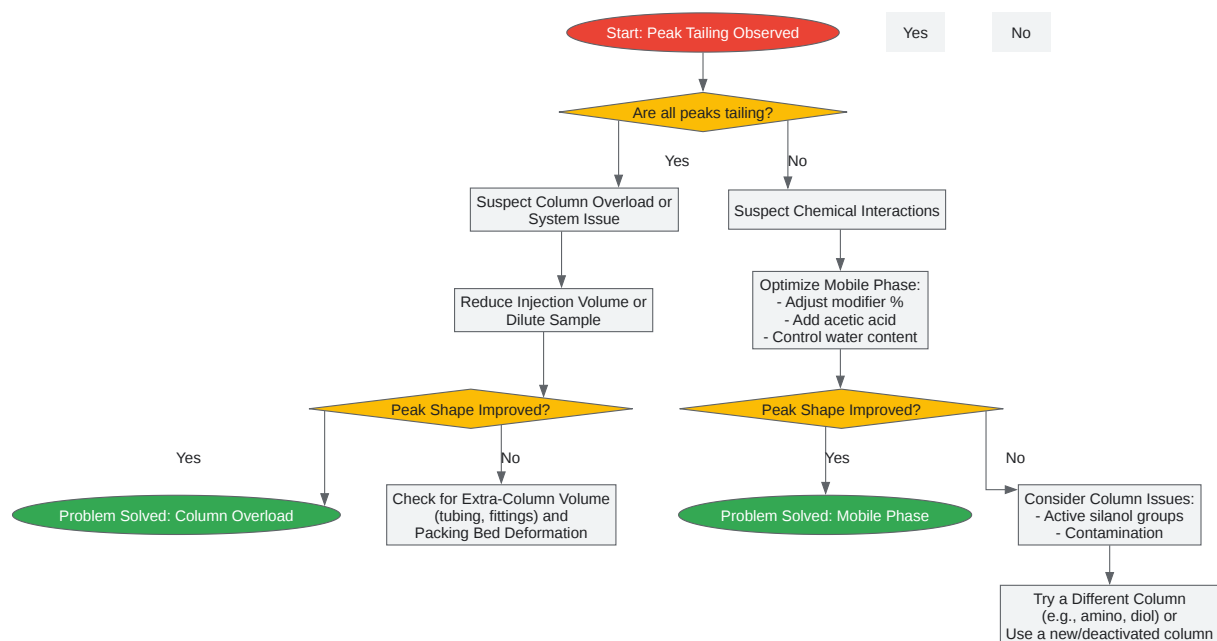 Start: Peak Tailing Observed
Yes
No
Are all peaks tailing?
Yes
No
Suspect Column Overload or
System Issue
Suspect Chemical Interactions
Reduce Injection Volume or
Dilute Sample
Optimize Mobile Phase:
- Adjust modifier %
- Add acetic acid
- Control water content
Peak Shape Improved?
Peak Shape Improved?
Yes
No
Yes
No
Problem Solved: Column Overload
Check for Extra-Column Volume
(tubing, fittings) and
Packing Bed Deformation
Problem Solved: Mobile Phase
Consider Column Issues:
- Active silanol groups
- Contamination
Try a Different Column
(e.g., amino, diol) or
Use a new/deactivated column